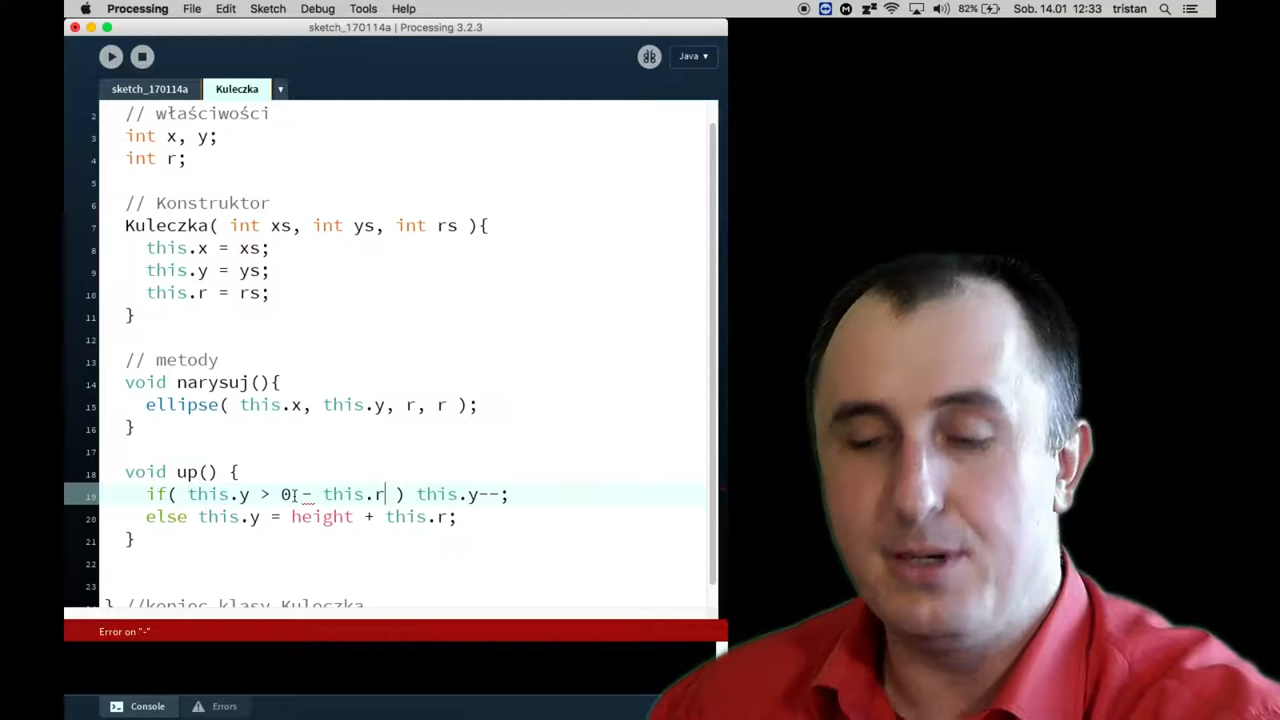 Processing File Edit Sketch Debug Tools Help 82% Sob. 14.01 12:33 tristan
sketch_170114a | Processing 3.2.3
Java ▾
sketch_170114a Kuleczka ▾
2 // właściwości
3 int x, y;
4 int r;
5
6 // Konstruktor
7 Kuleczka( int xs, int ys, int rs ){
8 this.x = xs;
9 this.y = ys;
10 this.r = rs;
11 }
12
13 // metody
14 void narysuj(){
15 ellipse( this.x, this.y, r, r );
16 }
17
18 void up() {
19 if( this.y > 0 - this.r ) this.y--;
20 else this.y = height + this.r;
21 }
22
23
} //koniec klasy Kuleczka
Error on "-"
Console Errors